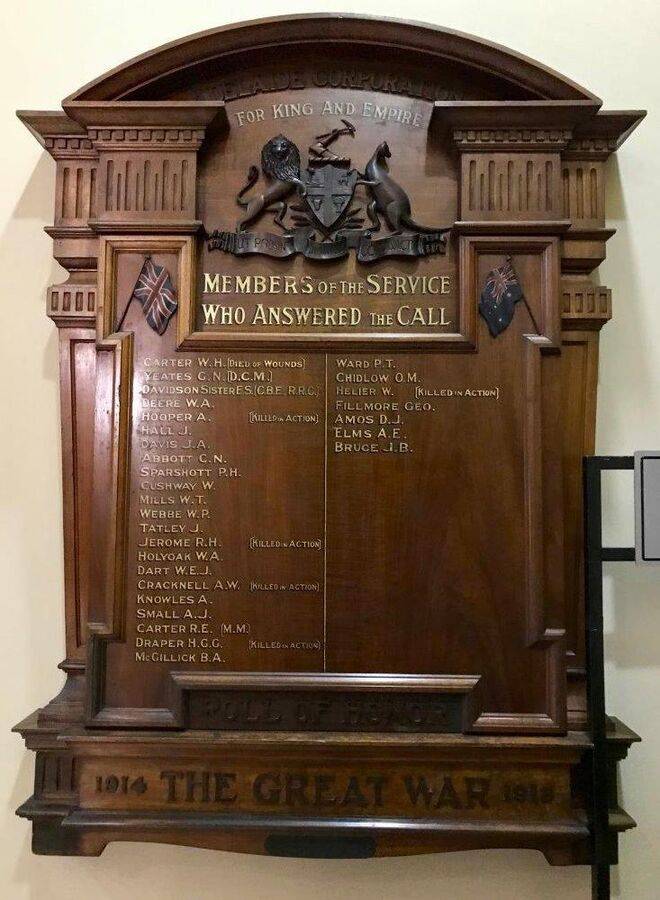 ADELAIDE CORPORATION
FOR KING AND EMPIRE
MEMBERS OF THE SERVICE
WHO ANSWERED THE CALL
CARTER W.H. (DIED OF WOUNDS)
YEATES G.N. (D.C.M.)
DAVIDSON SISTER E.S. (C.B.E. R.R.C.)
DEERE W.A.
HOOPER A. (KILLED IN ACTION)
HALL J.
DAVIS J.A.
ABBOTT C.N.
SPARSHOTT P.H.
CUSHWAY W.
MILLS W.T.
WEBBE W.P.
TATLEY J.
JEROME R.H. (KILLED IN ACTION)
HOLYOAK W.A.
DART W.E.J.
CRACKNELL A.W. (KILLED IN ACTION)
KNOWLES A.
SMALL A.J.
CARTER R.E. (M.M.)
DRAPER H.G.G. (KILLED IN ACTION)
McGILLICK B.A.
WARD P.T.
CHIDLOW O.M.
HELIER W. (KILLED IN ACTION)
FILLMORE GEO.
AMOS D.J.
ELMS A.E.
BRUCE J.B.
ROLL OF HONOR
1914 THE GREAT WAR 1918